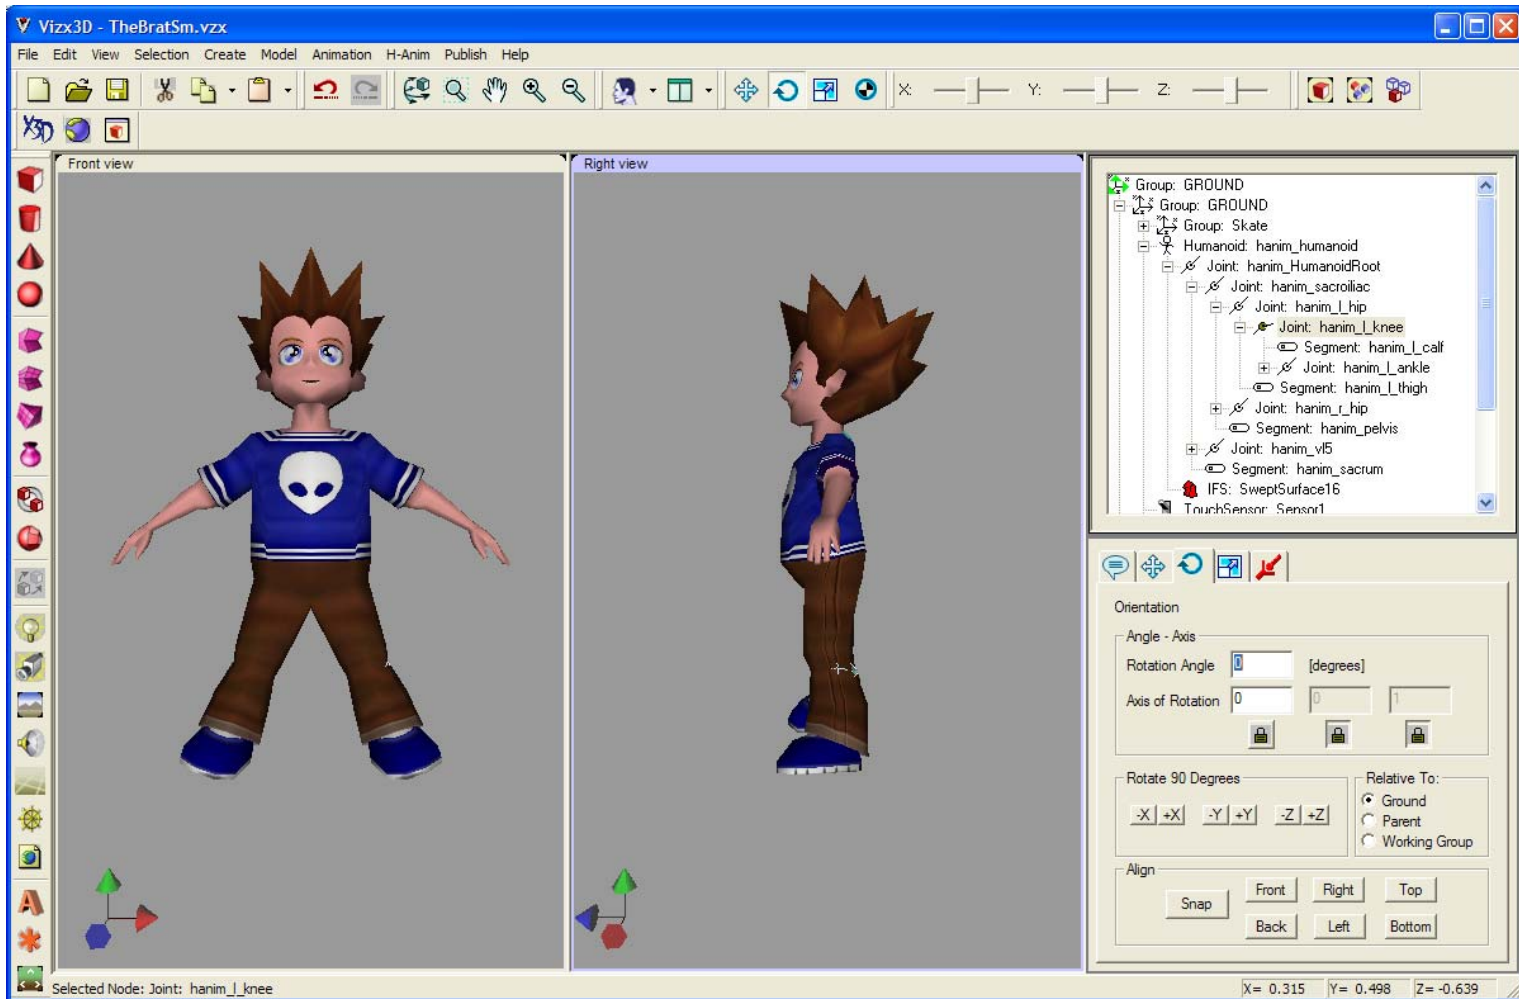 Vizx3D - TheBratSm.vzx
File Edit View Selection Create Model Animation H-Anim Publish Help
X: Y: Z:
X3D
Front view
Right view
Group: GROUND
Group: GROUND
Group: Skate
Humanoid: hanim_humanoid
Joint: hanim_HumanoidRoot
Joint: hanim_sacroiliac
Joint: hanim_l_hip
Joint: hanim_l_knee
Segment: hanim_l_calf
Joint: hanim_l_ankle
Segment: hanim_l_thigh
Joint: hanim_r_hip
Segment: hanim_pelvis
Joint: hanim_vl5
Segment: hanim_sacrum
IFS: SweptSurface16
TouchSensor: Sensor1
Orientation
Angle - Axis
Rotation Angle 0 [degrees]
Axis of Rotation 0 0 1
Rotate 90 Degrees
-X +X -Y +Y -Z +Z
Relative To:
Ground
Parent
Working Group
Align
Snap
Front Right Top
Back Left Bottom
Selected Node: Joint: hanim_l_knee
X= 0.315 Y= 0.498 Z= -0.639